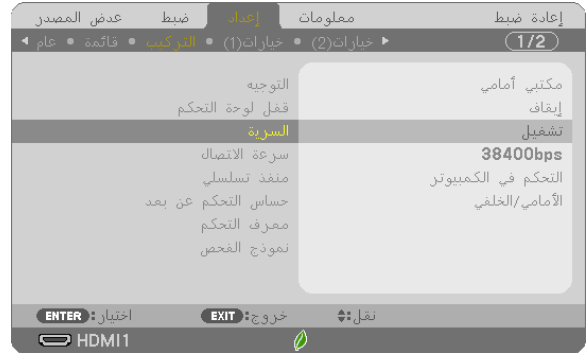 عرض المصدر ضبط إعداد معلومات إعادة ضبط
عام • قائمة • التركيب • خيارات(1) • خيارات(2) 1/2
التوجيه مكتبي أمامي
قفل لوحة التحكم إيقاف
السرية تشغيل
سرعة الاتصال 38400bps
منفذ تسلسلي التحكم في الكمبيوتر
حساس التحكم عن بعد الأمامي/الخلفي
معرف التحكم
نموذج الفحص
ENTER: اختيار EXIT: خروج نقل:
HDMI1